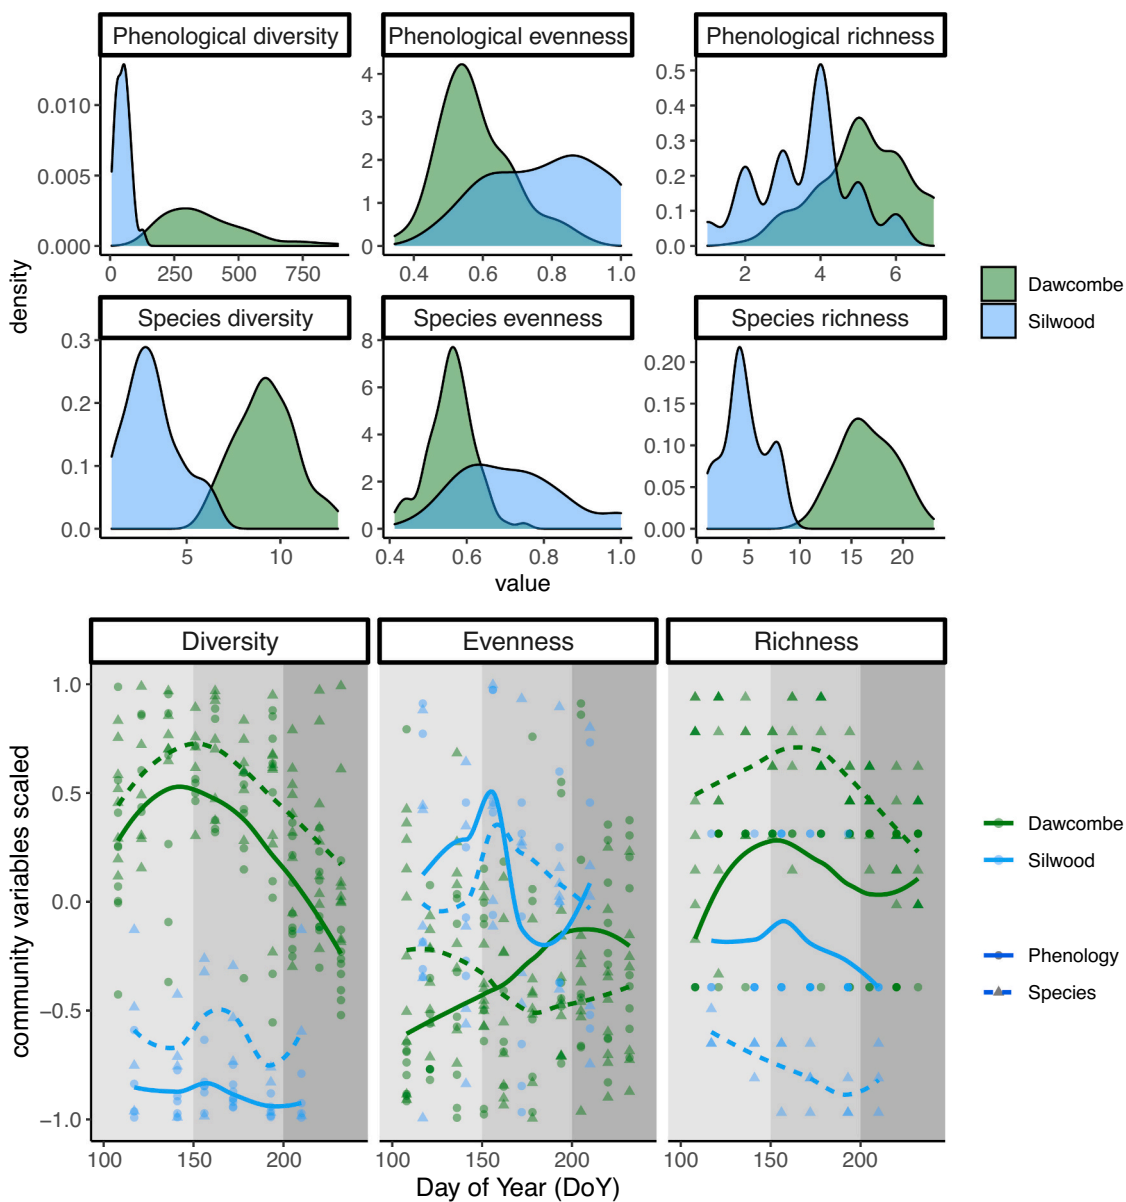 Phenological diversity Phenological evenness Phenological richness
0.010
0.005
0.000
0 250 500 750
4
3
2
1
0
0.4 0.6 0.8 1.0
0.5
0.4
0.3
0.2
0.1
0.0
2 4 6
density
Species diversity Species evenness Species richness
0.3
0.2
0.1
0.0
5 10
8
6
4
2
0
0.4 0.6 0.8 1.0
0.20
0.15
0.10
0.05
0.00
0 5 10 15 20
value
Dawcombe
Silwood
Diversity Evenness Richness
community variables scaled
1.0
0.5
0.0
−0.5
−1.0
100 150 200 100 150 200 100 150 200
Day of Year (DoY)
Dawcombe
Silwood
Phenology
Species